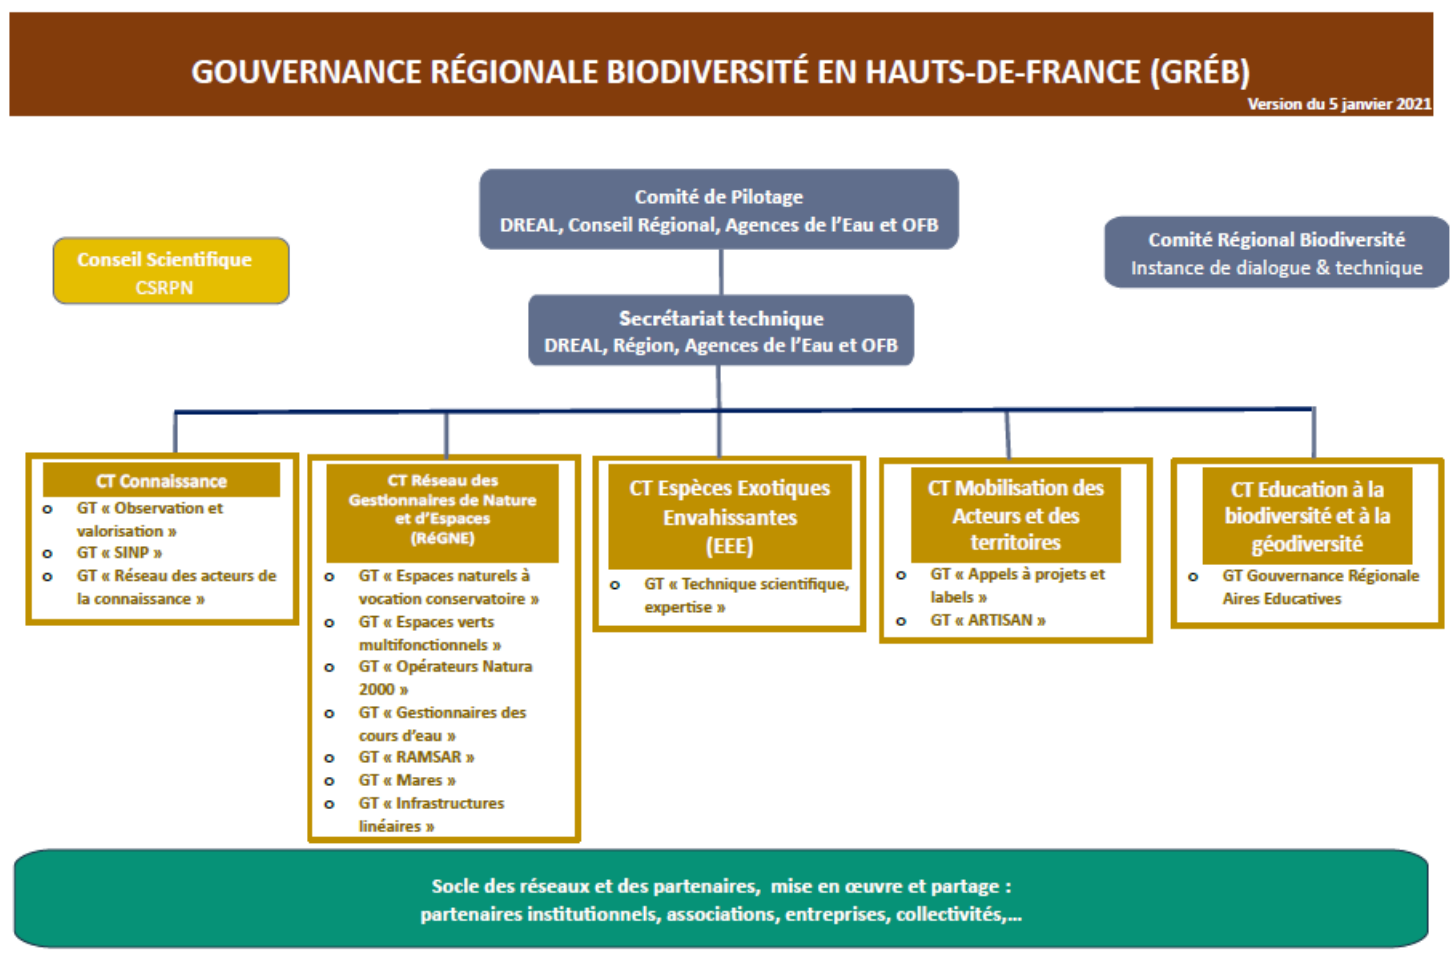 GOUVERNANCE RÉGIONALE BIODIVERSITÉ EN HAUTS-DE-FRANCE (GRÉB)
Version du 5 janvier 2021
Comité de Pilotage
DREAL, Conseil Régional, Agences de l'Eau et OFB
Conseil Scientifique
CSRPN
Comité Régional Biodiversité
Instance de dialogue & technique
Secrétariat technique
DREAL, Région, Agences de l'Eau et OFB
CT Connaissance
o GT « Observation et
valorisation »
o GT « SINP »
o GT « Réseau des acteurs de
la connaissance »
CT Réseau des
Gestionnaires de Nature
et d'Espaces
(RéGNE)
o GT « Espaces naturels à
vocation conservatoire »
o GT « Espaces verts
multifonctionnels »
o GT « Opérateurs Natura
2000 »
o GT « Gestionnaires des
cours d'eau »
o GT « RAMSAR »
o GT « Mares »
o GT « Infrastructures
linéaires »
CT Espèces Exotiques
Envahissantes
(EEE)
o GT « Technique scientifique,
expertise »
CT Mobilisation des
Acteurs et des
territoires
o GT « Appels à projets et
labels »
o GT « ARTISAN »
CT Education à la
biodiversité et à la
géodiversité
o GT Gouvernance Régionale
Aires Educatives
Socle des réseaux et des partenaires, mise en œuvre et partage :
partenaires institutionnels, associations, entreprises, collectivités,...